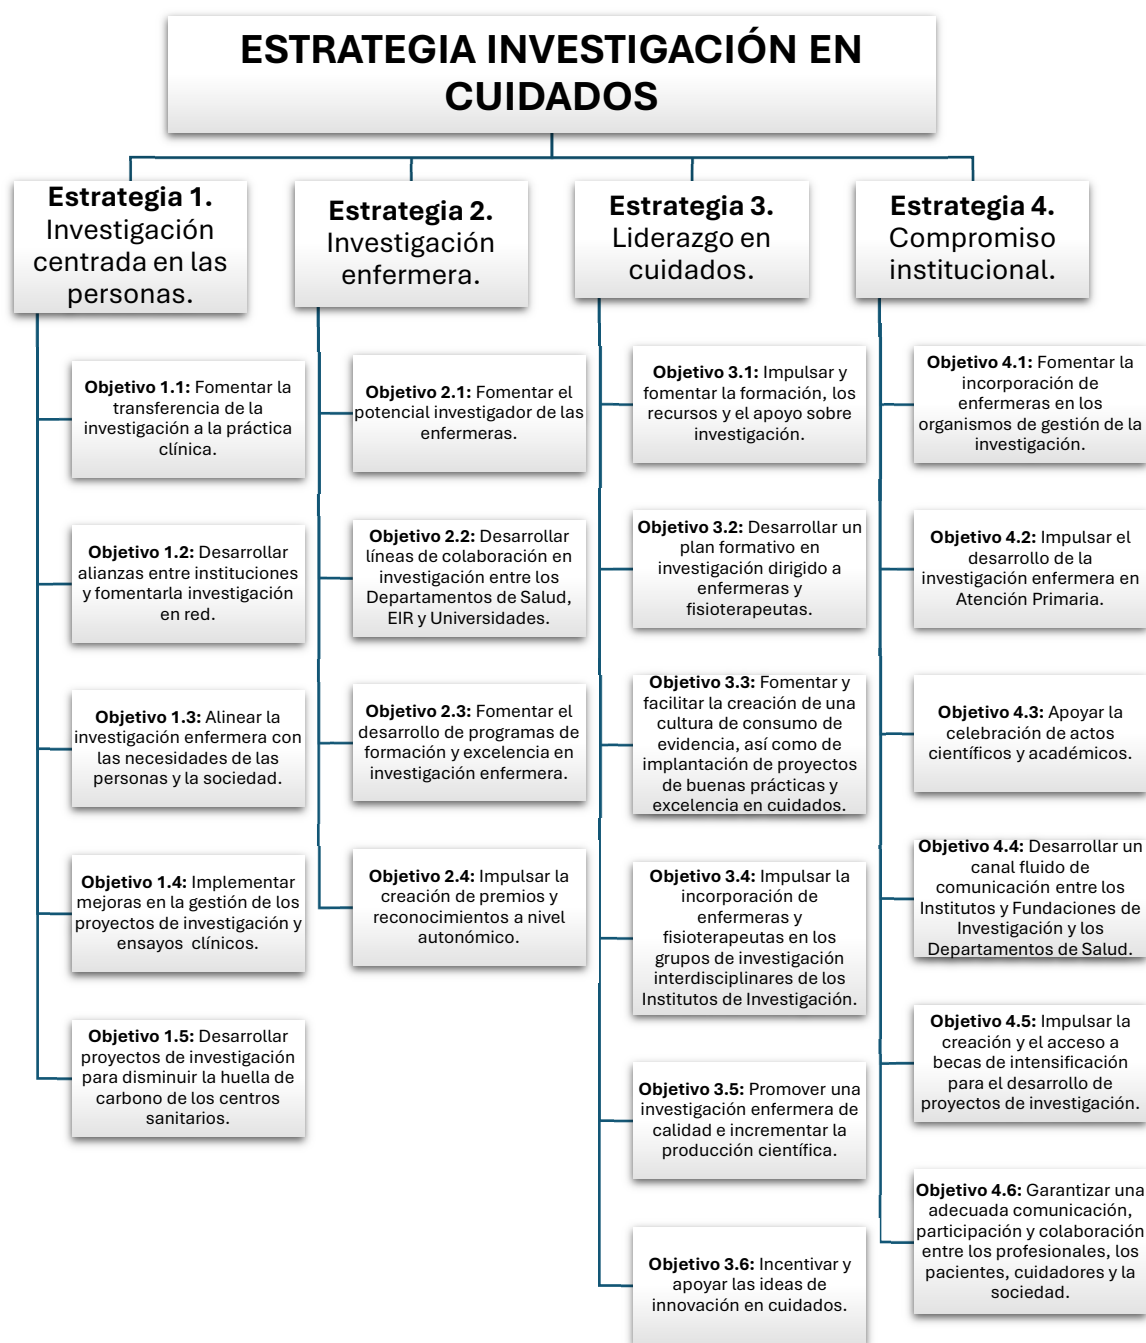 ESTRATEGIA INVESTIGACIÓN EN
CUIDADOS
Estrategia 1.
Investigación
centrada en las
personas.
Objetivo 1.1: Fomentar la
transferencia de la
investigación a la práctica
clínica.
Objetivo 1.2: Desarrollar
alianzas entre instituciones
y fomentarla investigación
en red.
Objetivo 1.3: Alinear la
investigación enfermera con
las necesidades de las
personas y la sociedad.
Objetivo 1.4: Implementar
mejoras en la gestión de los
proyectos de investigación y
ensayos clínicos.
Objetivo 1.5: Desarrollar
proyectos de investigación
para disminuir la huella de
carbono de los centros
sanitarios.
Estrategia 2.
Investigación
enfermera.
Objetivo 2.1: Fomentar el
potencial investigador de las
enfermeras.
Objetivo 2.2: Desarrollar
líneas de colaboración en
investigación entre los
Departamentos de Salud,
EIR y Universidades.
Objetivo 2.3: Fomentar el
desarrollo de programas de
formación y excelencia en
investigación enfermera.
Objetivo 2.4: Impulsar la
creación de premios y
reconocimientos a nivel
autonómico.
Estrategia 3.
Liderazgo en
cuidados.
Objetivo 3.1: Impulsar y
fomentar la formación, los
recursos y el apoyo sobre
investigación.
Objetivo 3.2: Desarrollar un
plan formativo en
investigación dirigido a
enfermeras y
fisioterapeutas.
Objetivo 3.3: Fomentar y
facilitar la creación de una
cultura de consumo de
evidencia, así como de
implantación de proyectos
de buenas prácticas y
excelencia en cuidados.
Objetivo 3.4: Impulsar la
incorporación de
enfermeras y
fisioterapeutas en los
grupos de investigación
interdisciplinares de los
Institutos de Investigación.
Objetivo 3.5: Promover una
investigación enfermera de
calidad e incrementar la
producción científica.
Objetivo 3.6: Incentivar y
apoyar las ideas de
innovación en cuidados.
Estrategia 4.
Compromiso
institucional.
Objetivo 4.1: Fomentar la
incorporación de
enfermeras en los
organismos de gestión de la
investigación.
Objetivo 4.2: Impulsar el
desarrollo de la
investigación enfermera en
Atención Primaria.
Objetivo 4.3: Apoyar la
celebración de actos
científicos y académicos.
Objetivo 4.4: Desarrollar un
canal fluido de
comunicación entre los
Institutos y Fundaciones de
Investigación y los
Departamentos de Salud.
Objetivo 4.5: Impulsar la
creación y el acceso a
becas de intensificación
para el desarrollo de
proyectos de investigación.
Objetivo 4.6: Garantizar una
adecuada comunicación,
participación y colaboración
entre los profesionales, los
pacientes, cuidadores y la
sociedad.